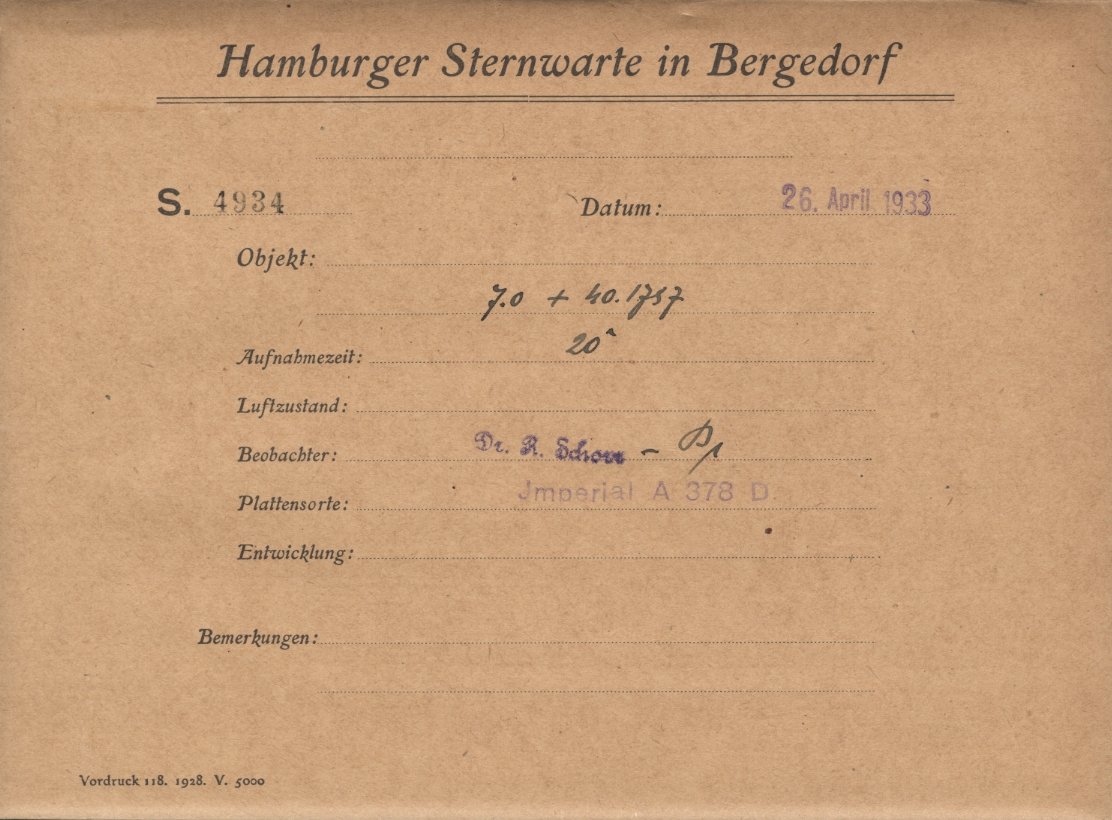 Hamburger Sternwarte in Bergedorf
S. 4934 Datum: 26. April 1933
Objekt:
7.0 + 40.1757
Aufnahmezeit: 20
Luftzustand:
Beobachter: Dr. R. Schorr –
Plattensorte: Jmperial A 378 D.
Entwicklung:
Bemerkungen:
Vordruck 118. 1928. V. 5000